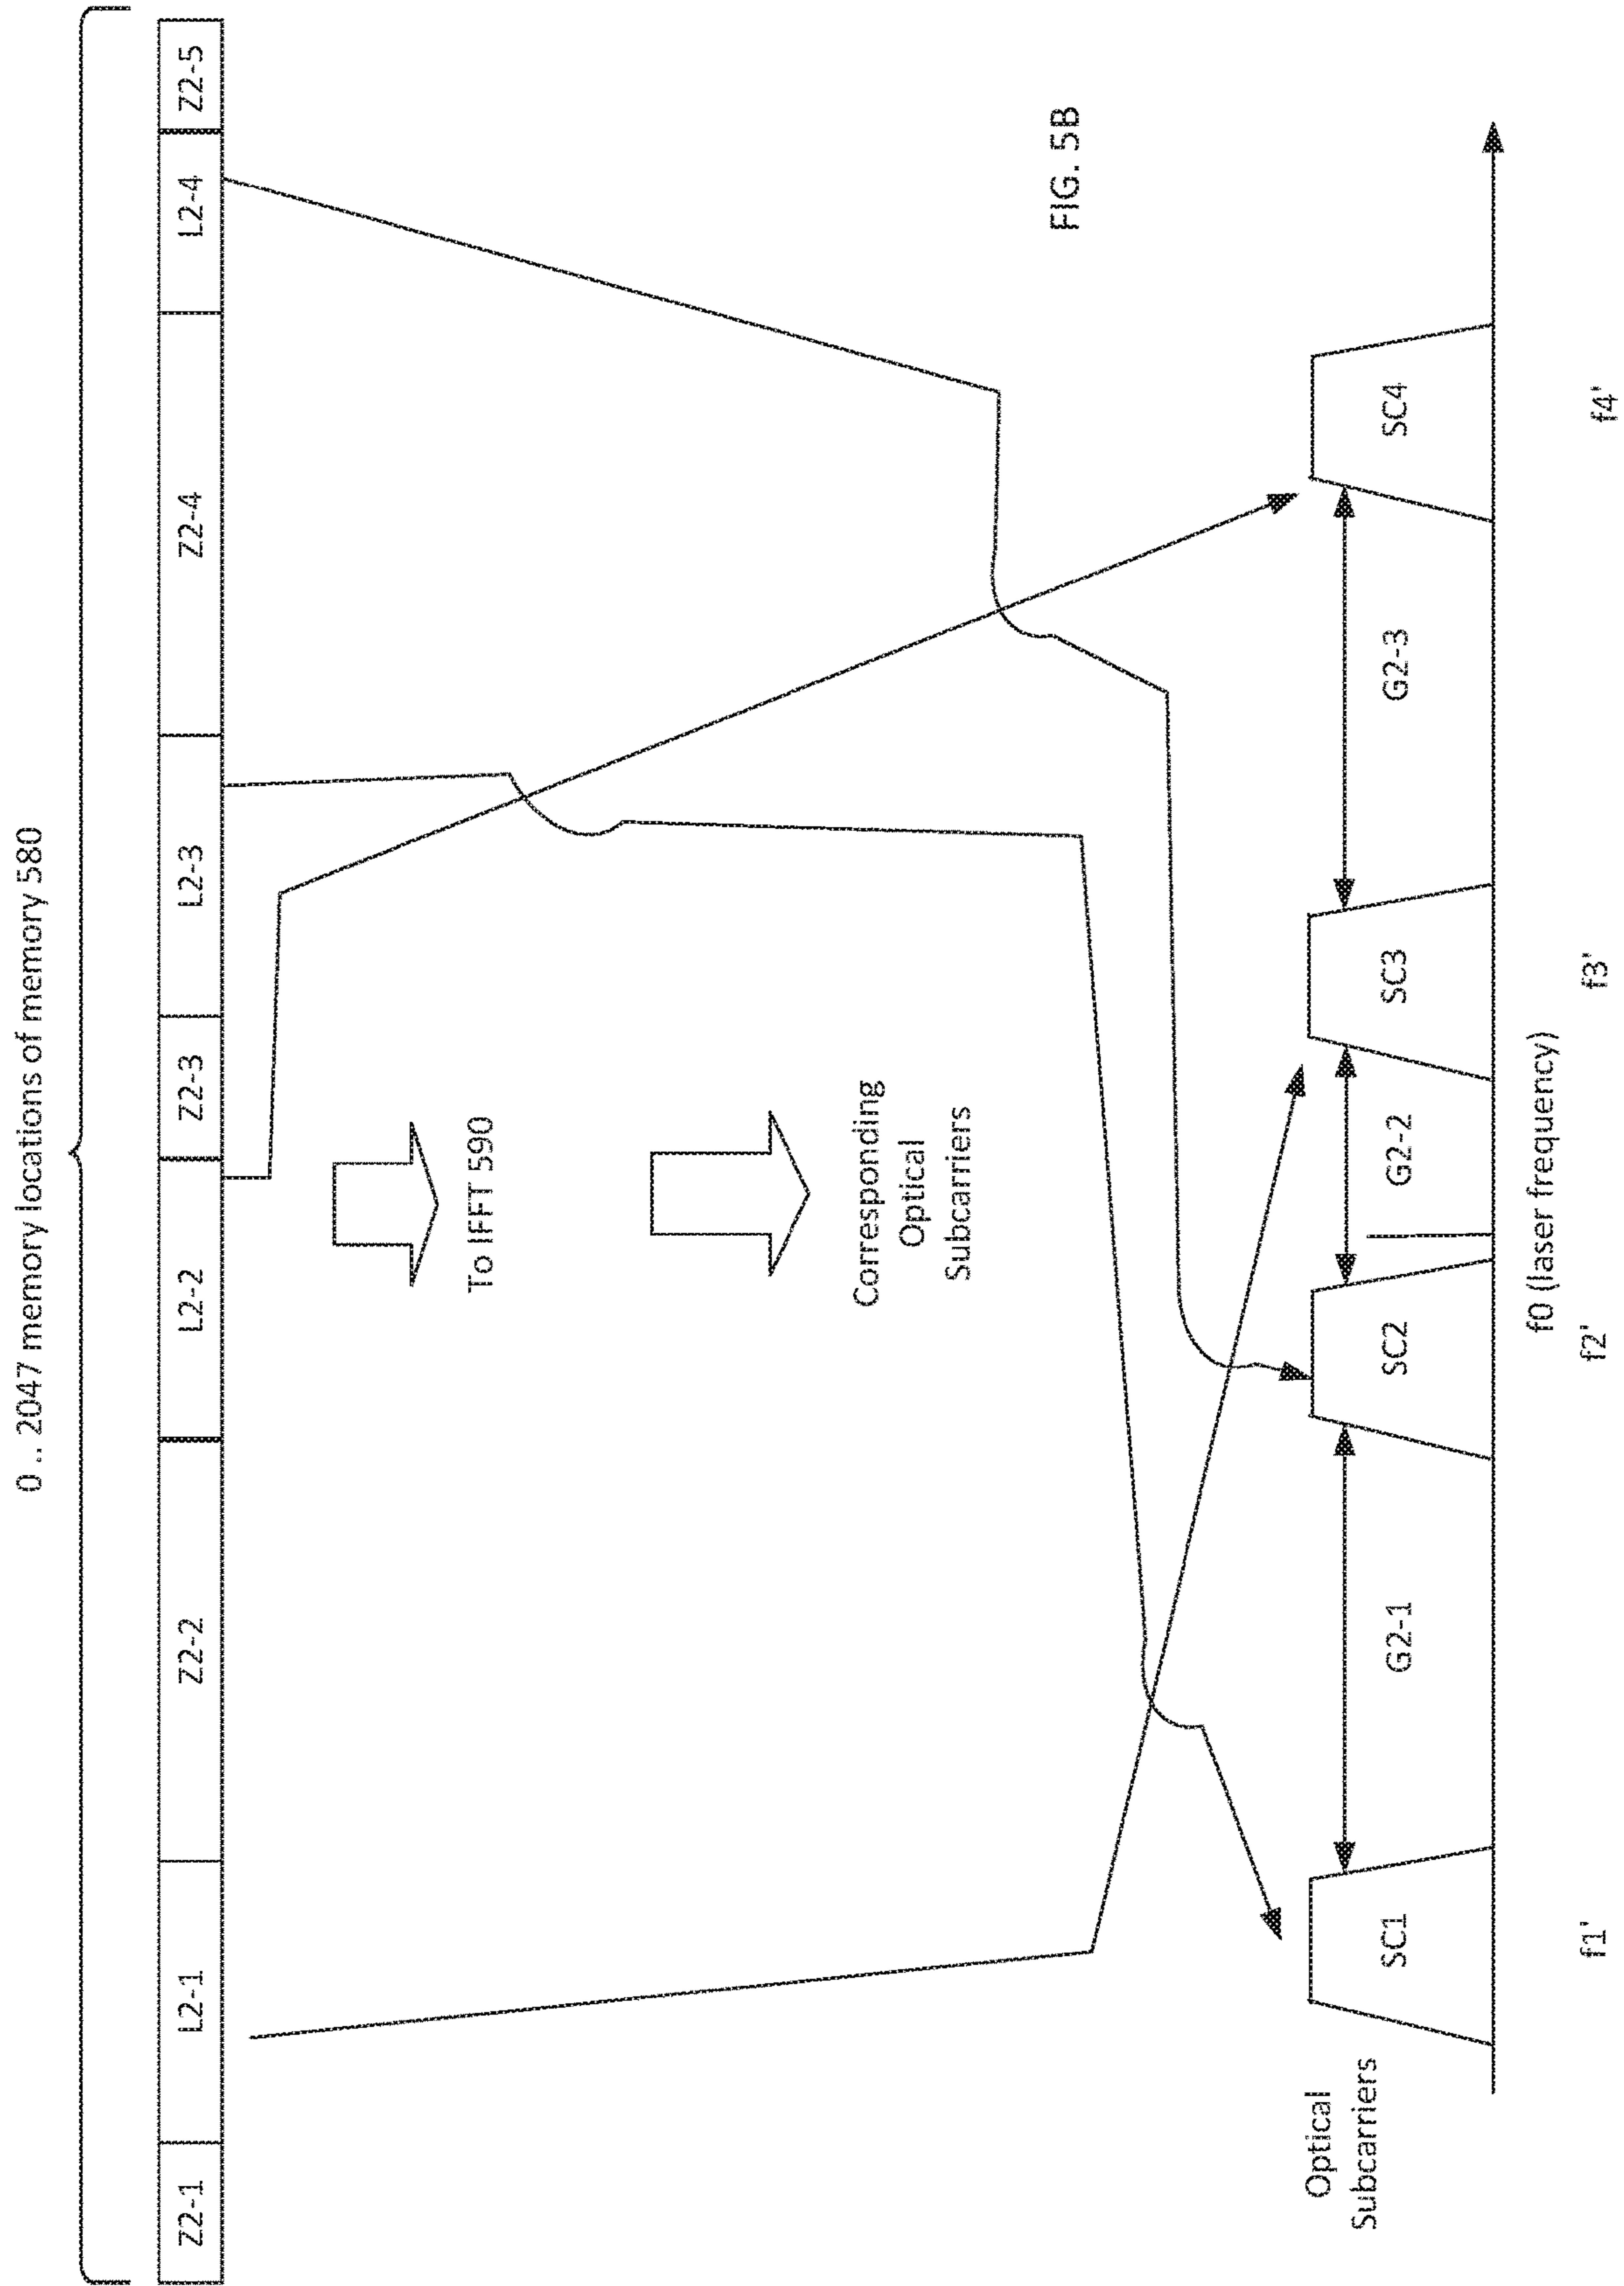 0 .. 2047 memory locations of memory 580
Z2-1
L2-1
Z2-2
L2-2
Z2-3
L2-3
Z2-4
L2-4
Z2-5
To IFFT 590
Corresponding
Optical
Subcarriers
FIG. 5B
Optical
Subcarriers
SC1
G2-1
SC2
G2-2
SC3
G2-3
SC4
f0 (laser frequency)
f1'
f2'
f3'
f4'